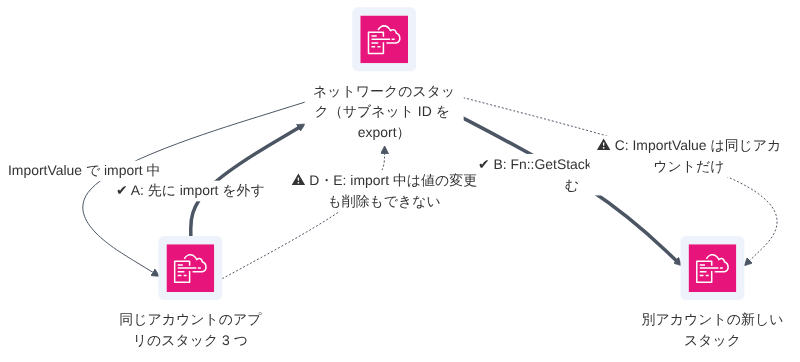 ネットワークのスタッ
ク（サブネット ID を
export）
ImportValue で import 中
✔ A: 先に import を外す
⚠ D・E: import 中は値の変更
も削除もできない
✔ B: Fn::GetStack
む
⚠ C: ImportValue は同じアカ
ウントだけ
同じアカウントのアプ
リのスタック 3 つ
別アカウントの新しい
スタック